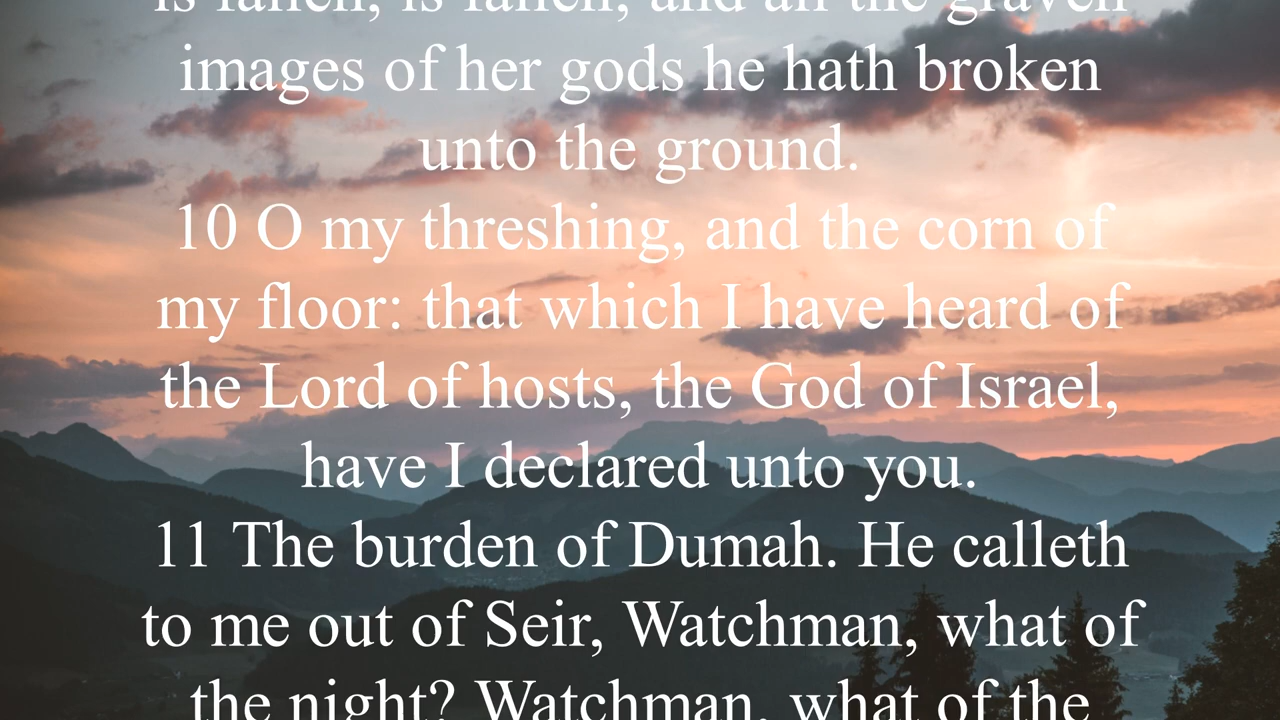 is fallen, is fallen; and all the graven
images of her gods he hath broken
unto the ground.
10 O my threshing, and the corn of
my floor: that which I have heard of
the Lord of hosts, the God of Israel,
have I declared unto you.
11 The burden of Dumah. He calleth
to me out of Seir, Watchman, what of
the night? Watchman, what of the